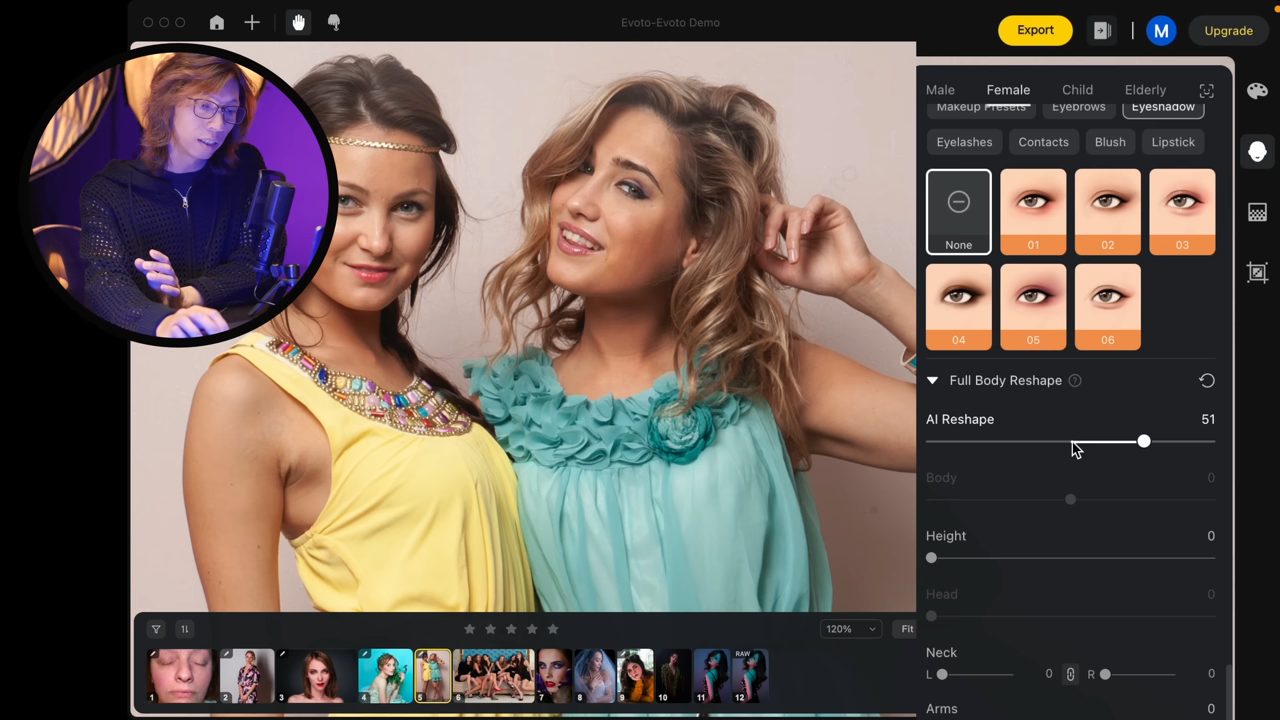 Evoto-Evoto Demo
Export
M
Upgrade
Male Female Child Elderly
Makeup Presets Eyebrows Eyeshadow
Eyelashes Contacts Blush Lipstick
None 01 02 03
04 05 06
Full Body Reshape ?
AI Reshape 51
Body 0
Height 0
Head 0
Neck
L 0 R 0
Arms 0
120% Fit
RAW
1 2 3 4 5 6 7 8 9 10 11 12